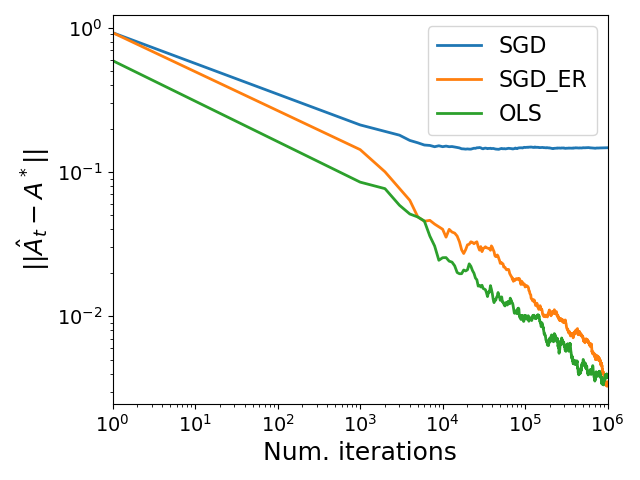 10⁰
10⁻¹
10⁻²
||Â_t − A*||
SGD
SGD_ER
OLS
10⁰ 10¹ 10² 10³ 10⁴ 10⁵ 10⁶
Num. iterations